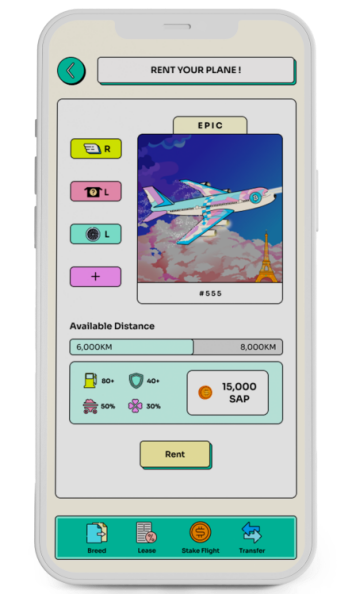 RENT YOUR PLANE !
EPIC
R
L
L
+
#555
Available Distance
6,000KM 8,000KM
80+ 40+
50% 30%
15,000
SAP
Rent
Breed Lease Stake Flight Transfer